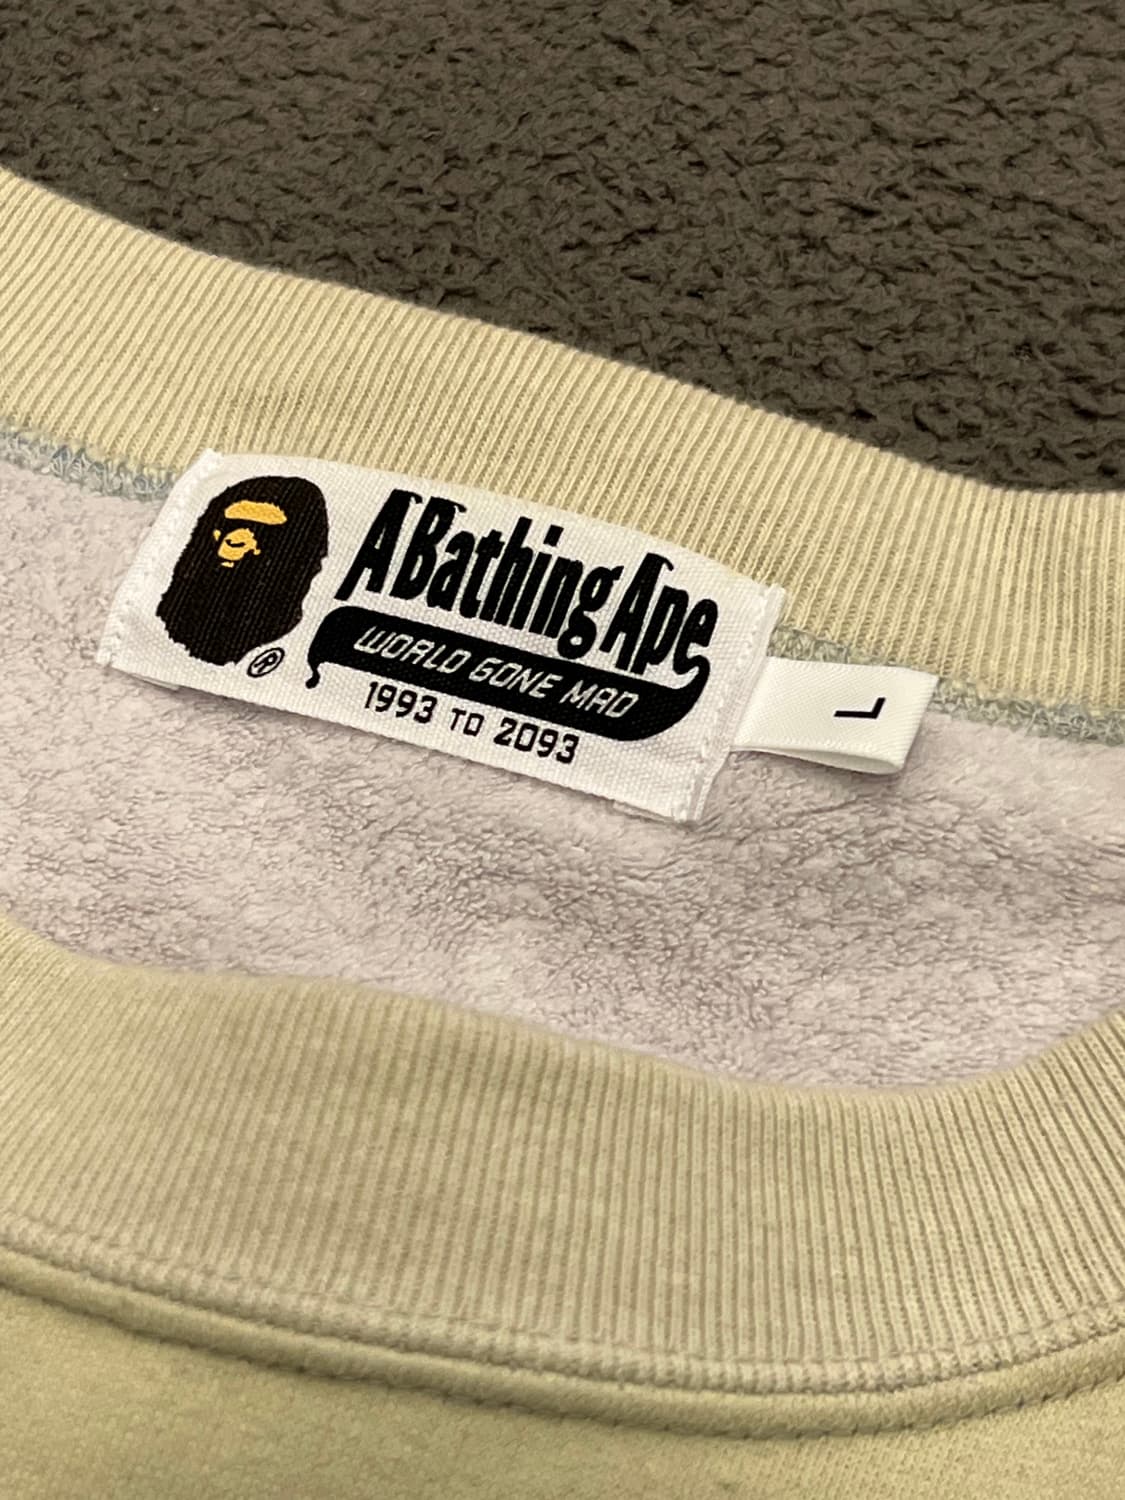 A Bathing Ape
WORLD GONE MAD
1993 TO 2093
®
L